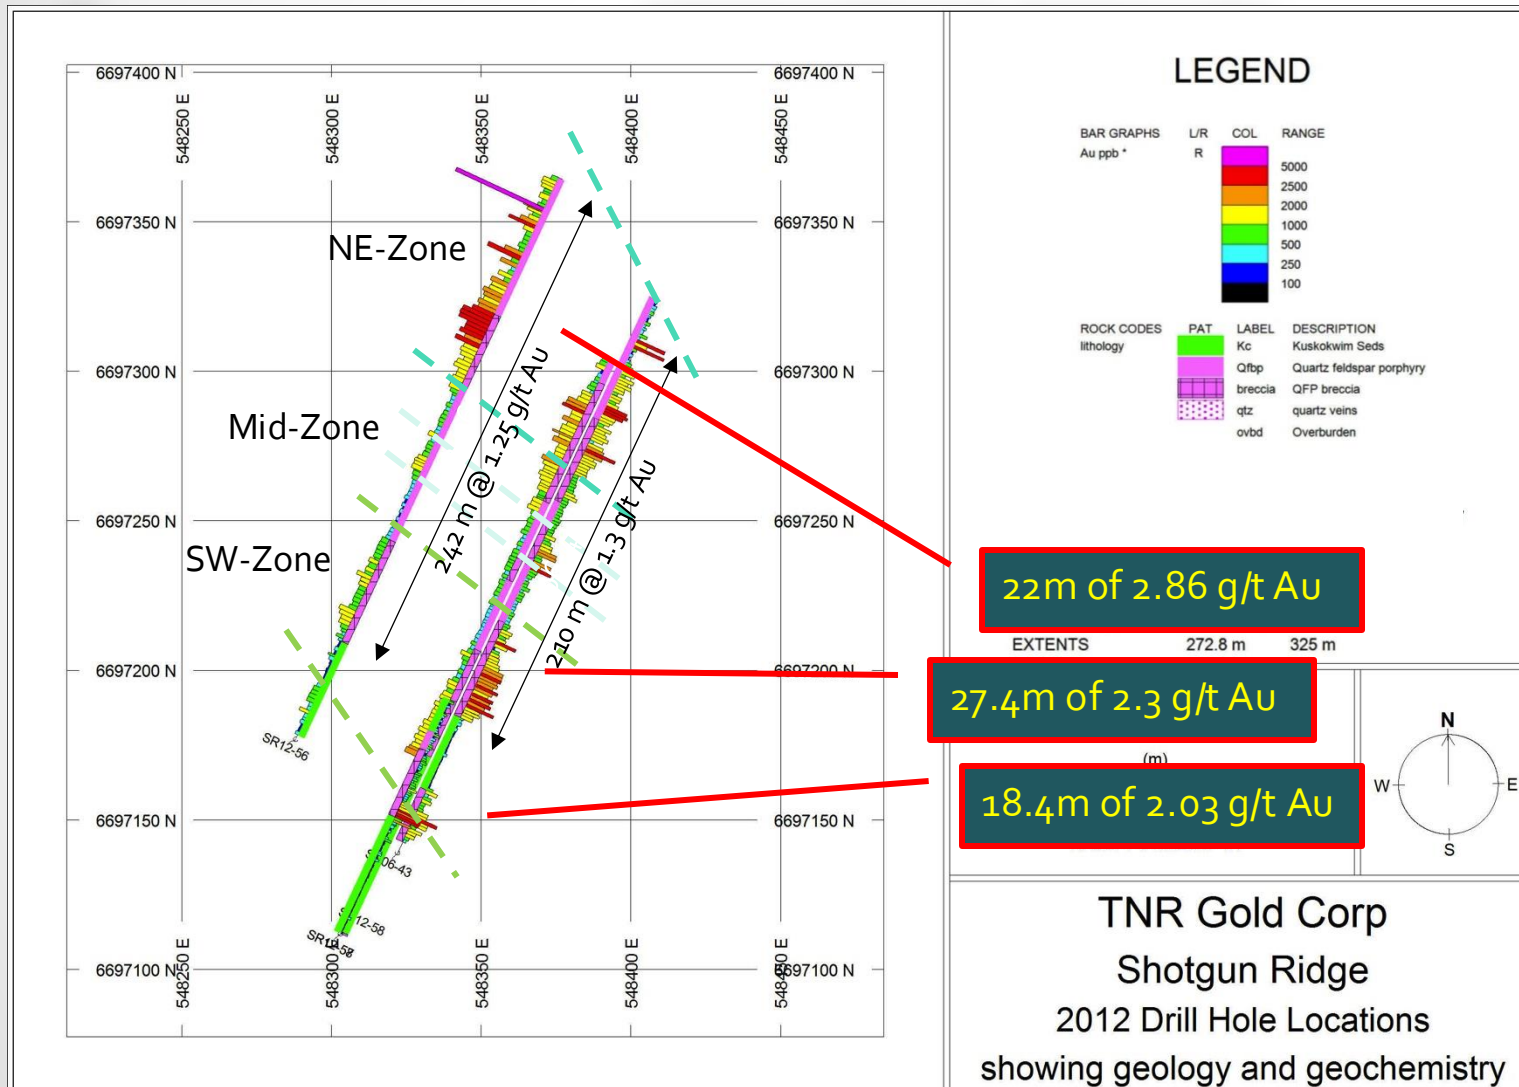 6697400 N
6697400 N
548250 E
548300 E
548350 E
548400 E
548450 E
6697350 N
6697350 N
6697300 N
6697300 N
6697250 N
6697250 N
6697200 N
6697200 N
6697150 N
6697150 N
6697100 N
6697100 N
548250 E
548300 E
548350 E
548400 E
548450 E
NE-Zone
Mid-Zone
SW-Zone
242 m @ 1.25 g/t Au
210 m @ 1.3 g/t Au
SR12-56
06-43
12-58
SR12-
LEGEND
BAR GRAPHS L/R COL RANGE
Au ppb * R
5000
2500
2000
1000
500
250
100
ROCK CODES PAT LABEL DESCRIPTION
lithology Kc Kuskokwim Seds
Qfbp Quartz feldspar porphyry
breccia QFP breccia
qtz quartz veins
ovbd Overburden
22m of 2.86 g/t Au
EXTENTS 272.8 m 325 m
27.4m of 2.3 g/t Au
(m)
18.4m of 2.03 g/t Au
N
W E
S
TNR Gold Corp
Shotgun Ridge
2012 Drill Hole Locations
showing geology and geochemistry